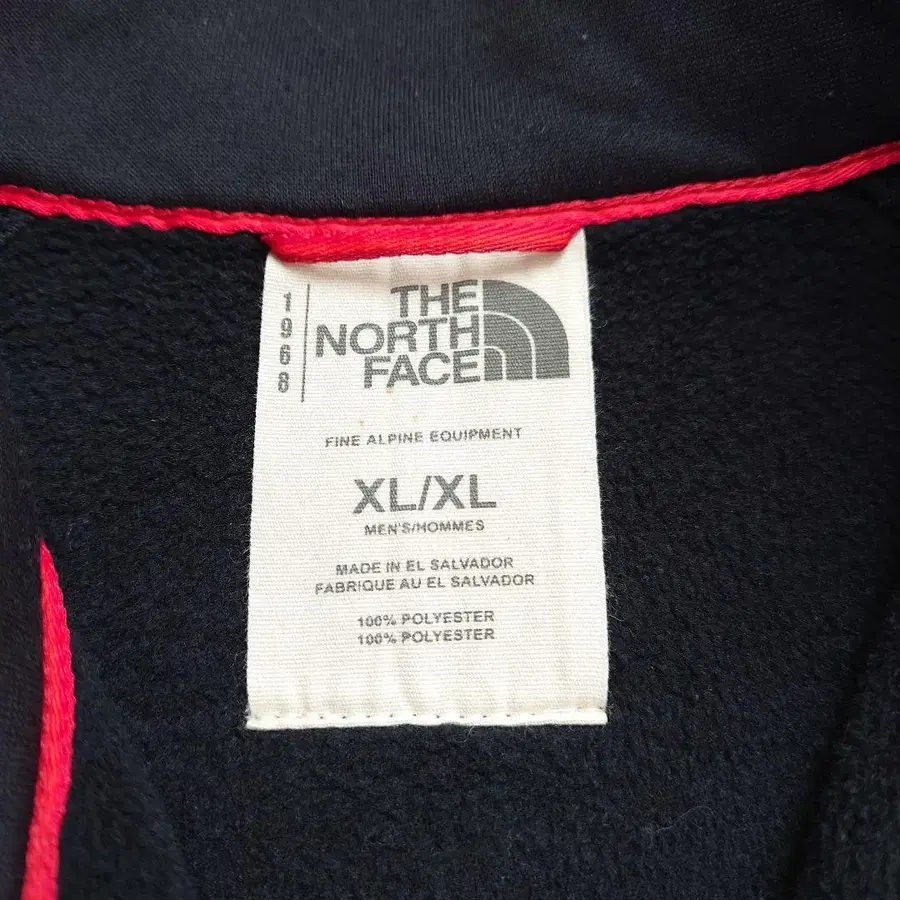 1968
THE
NORTH
FACE
FINE ALPINE EQUIPMENT
XL/XL
MEN'S/HOMMES
MADE IN EL SALVADOR
FABRIQUE AU EL SALVADOR
100% POLYESTER
100% POLYESTER